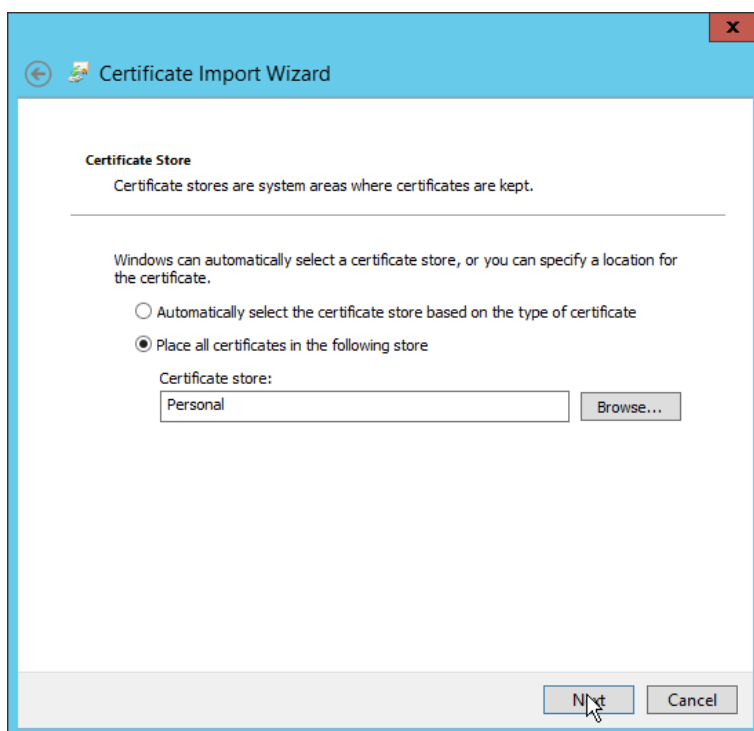 x
Certificate Import Wizard
Certificate Store
Certificate stores are system areas where certificates are kept.
Windows can automatically select a certificate store, or you can specify a location for
the certificate.
Automatically select the certificate store based on the type of certificate
Place all certificates in the following store
Certificate store:
Personal
Browse...
Next
Cancel